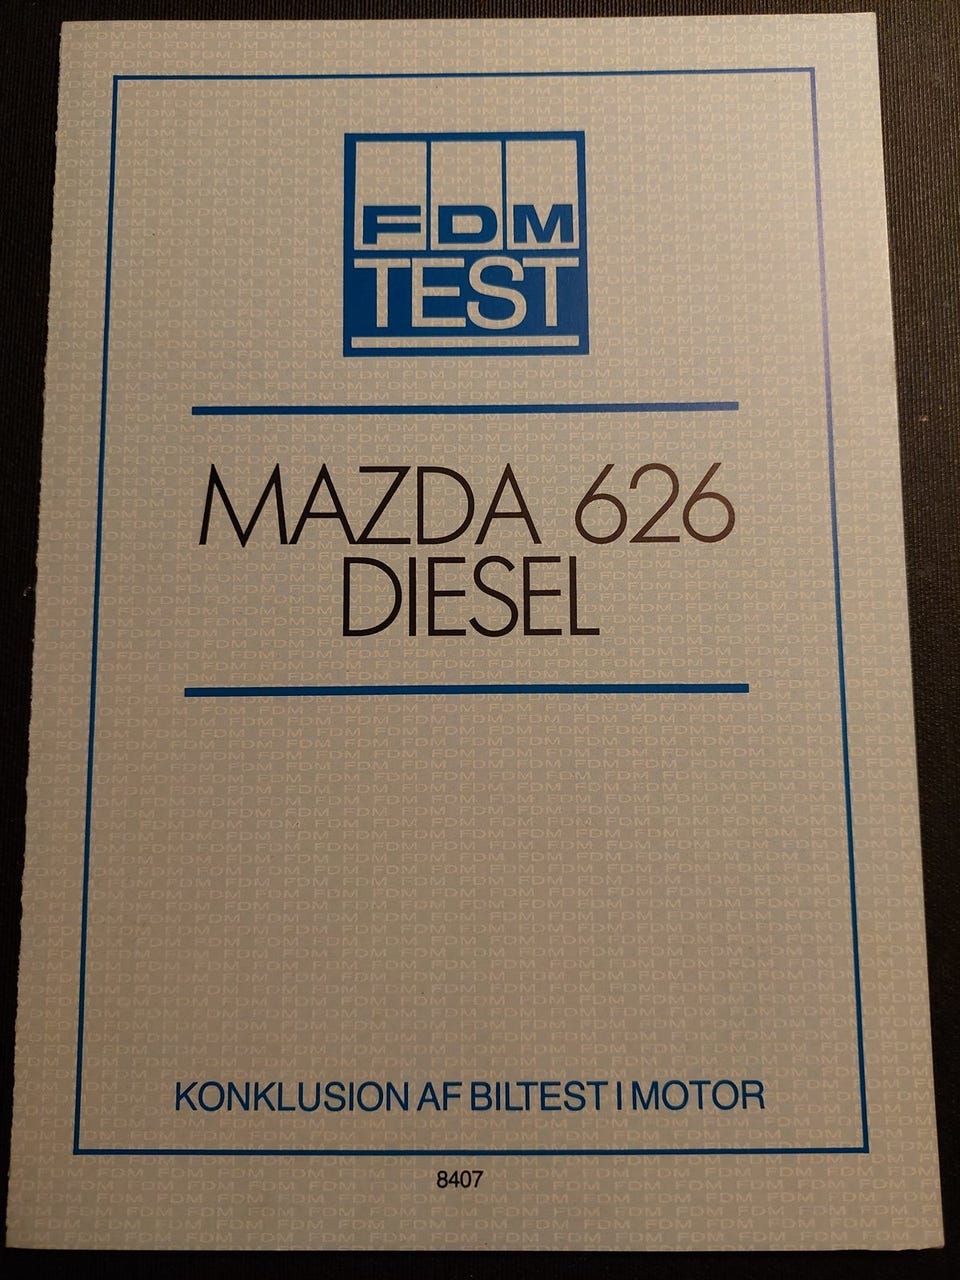 FDM
TEST
MAZDA 626
DIESEL
KONKLUSION AF BILTEST I MOTOR
8407